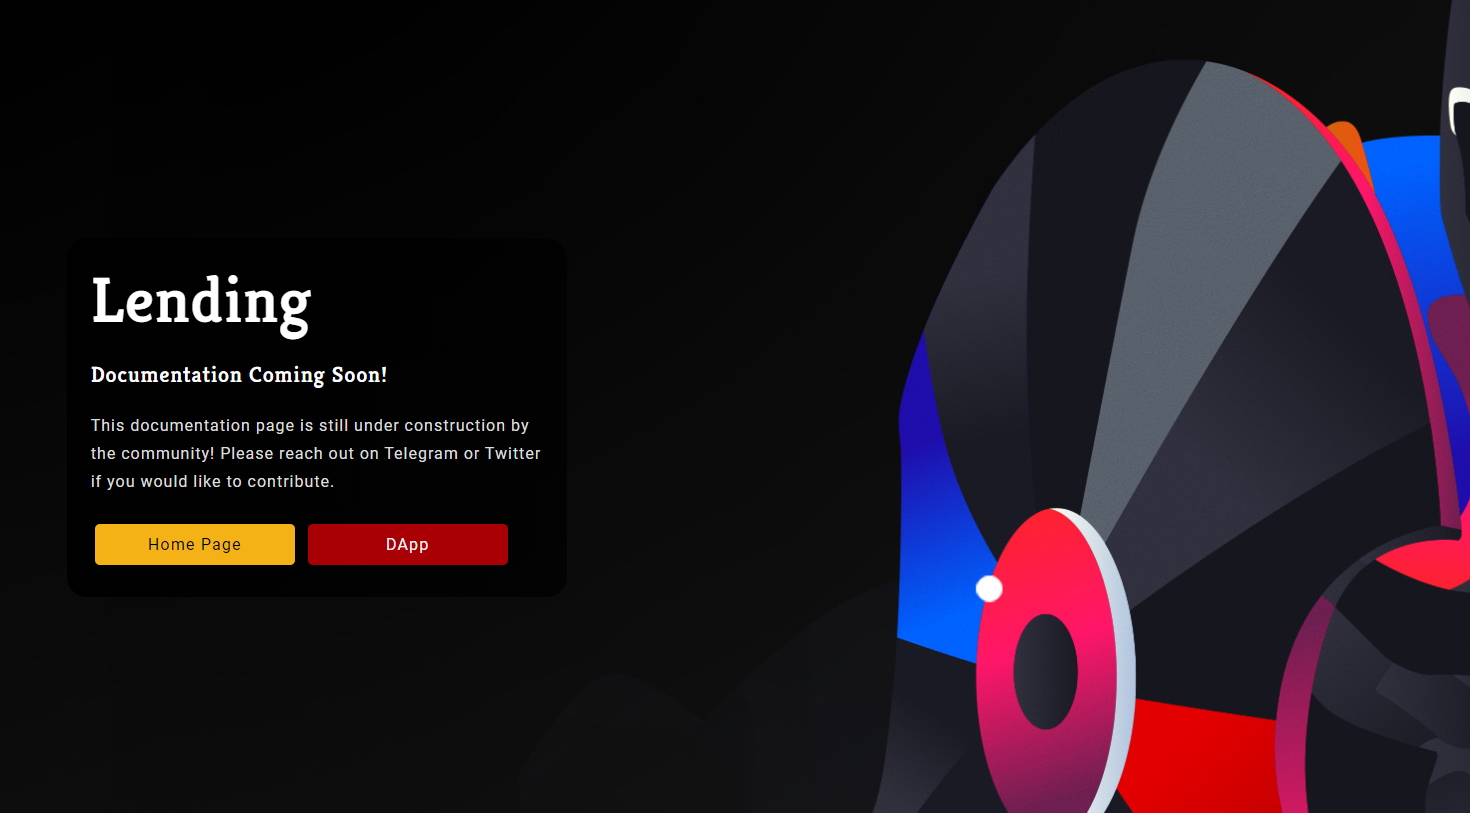 Lending
Documentation Coming Soon!
This documentation page is still under construction by
the community! Please reach out on Telegram or Twitter
if you would like to contribute.
Home Page
DApp